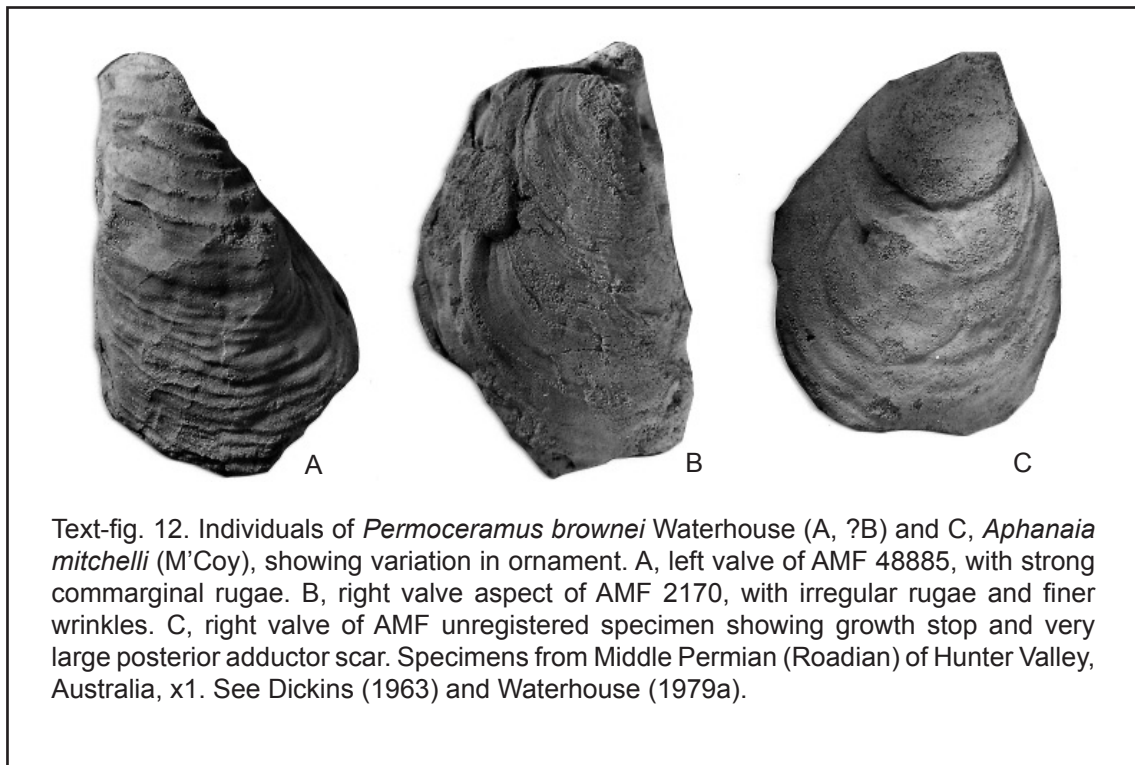 A
B
C
Text-fig. 12. Individuals of Permoceramus brownei Waterhouse (A, ?B) and C, Aphanaia
mitchelli (M'Coy), showing variation in ornament. A, left valve of AMF 48885, with strong
commarginal rugae. B, right valve aspect of AMF 2170, with irregular rugae and finer
wrinkles. C, right valve of AMF unregistered specimen showing growth stop and very
large posterior adductor scar. Specimens from Middle Permian (Roadian) of Hunter Valley,
Australia, x1. See Dickins (1963) and Waterhouse (1979a).